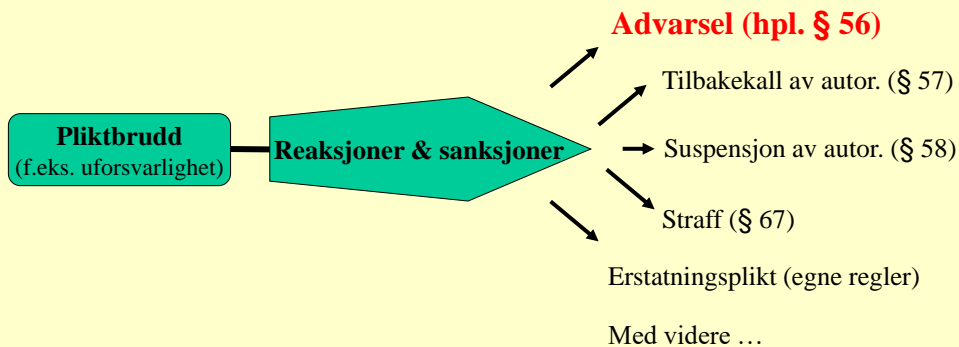 Advarsel (hpl. § 56)
Tilbakekall av autor. (§ 57)
Pliktbrudd
(f.eks. uforsvarlighet)
Reaksjoner & sanksjoner
Suspensjon av autor. (§ 58)
Straff (§ 67)
Erstatningsplikt (egne regler)
Med videre …